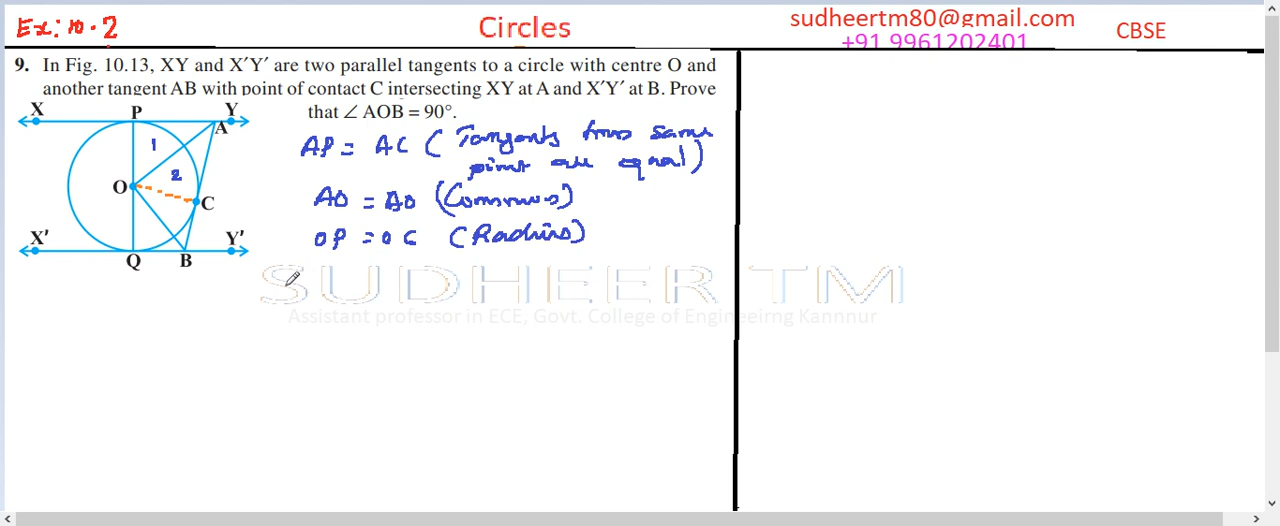 Ex: 10.2
Circles
sudheertm80@gmail.com
+91 9961202401
CBSE
9. In Fig. 10.13, XY and X′Y′ are two parallel tangents to a circle with centre O and
another tangent AB with point of contact C intersecting XY at A and X′Y′ at B. Prove
that ∠ AOB = 90°.
X P Y
A
1
2
O
C
X′ Y′
Q B
AP = AC ( Tangents from same
point are equal)
AO = AO (Common)
OP = OC (Radius)
SUDHEER TM
Assistant professor in ECE, Govt. College of Engineeirng Kannnur